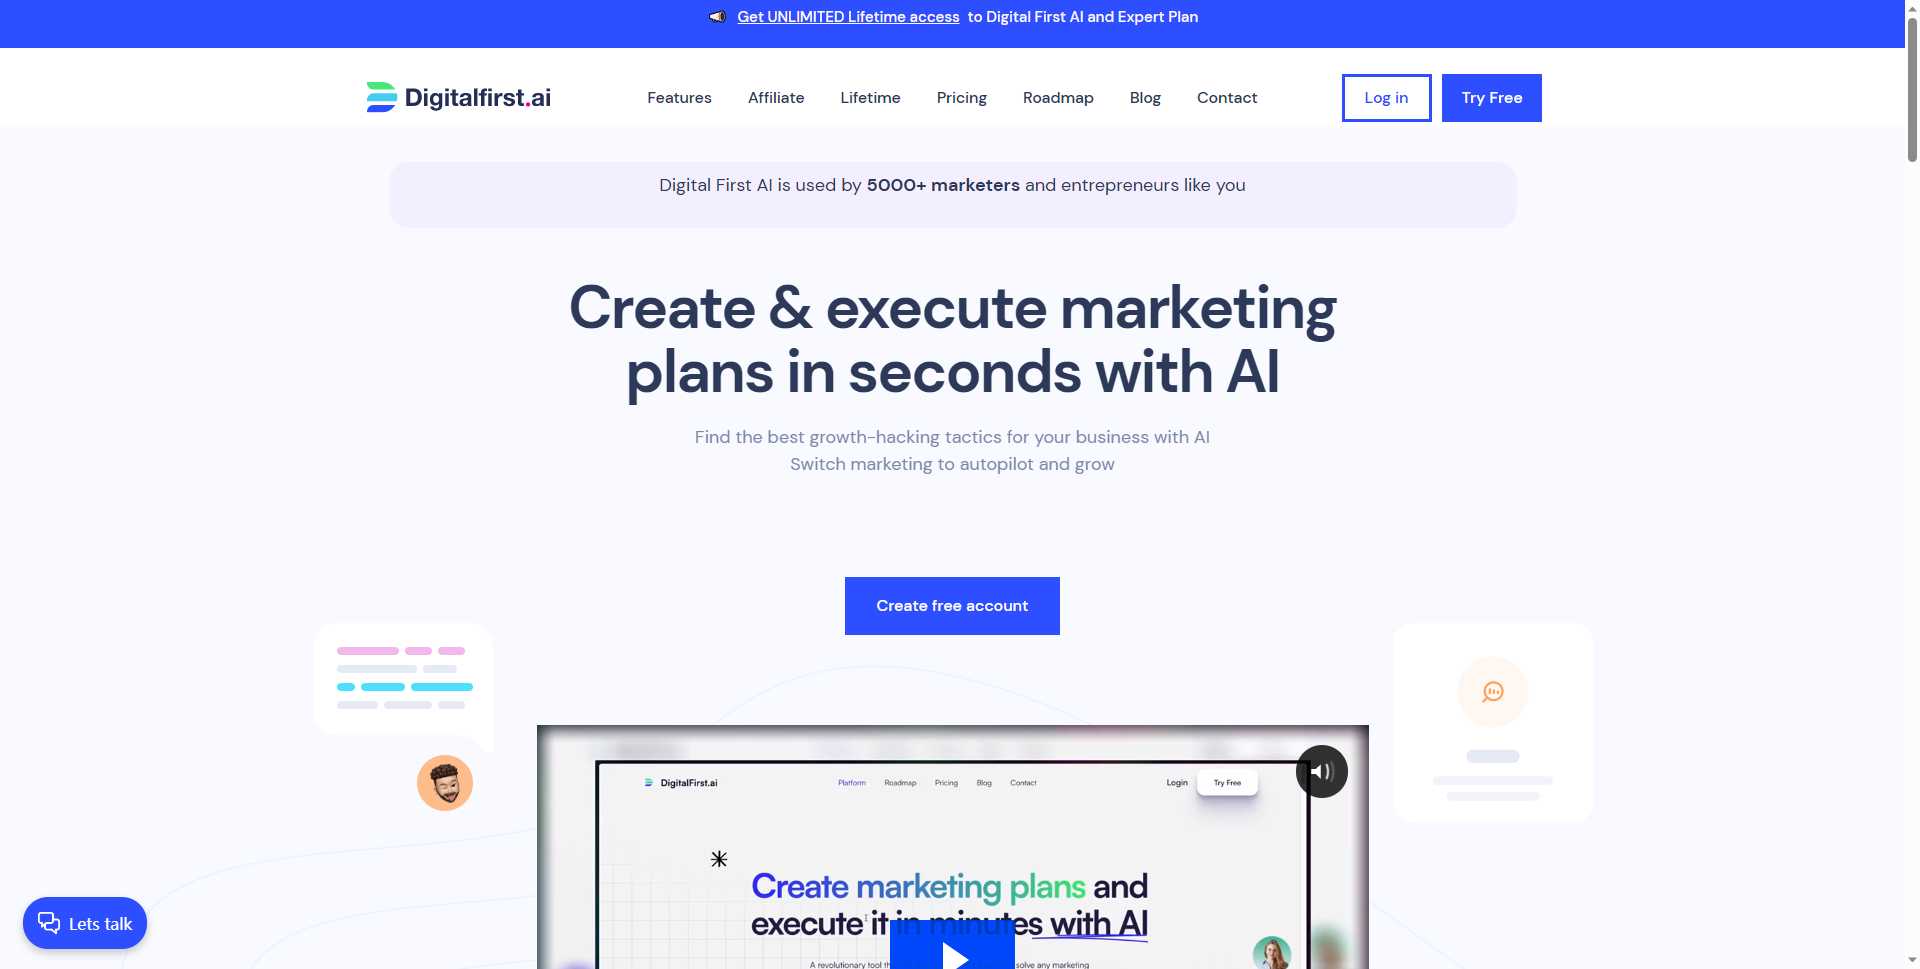 Get UNLIMITED Lifetime access to Digital First AI and Expert Plan
Digitalfirst.ai
Features Affiliate Lifetime Pricing Roadmap Blog Contact
Log in Try Free
Digital First AI is used by 5000+ marketers and entrepreneurs like you
Create & execute marketing
plans in seconds with AI
Find the best growth-hacking tactics for your business with AI
Switch marketing to autopilot and grow
Create free account
DigitalFirst.ai
Platform Roadmap Pricing Blog Contact
Login Try Free
Create marketing plans and
execute it in minutes with AI
A revolutionary tool solve any marketing
Lets talk